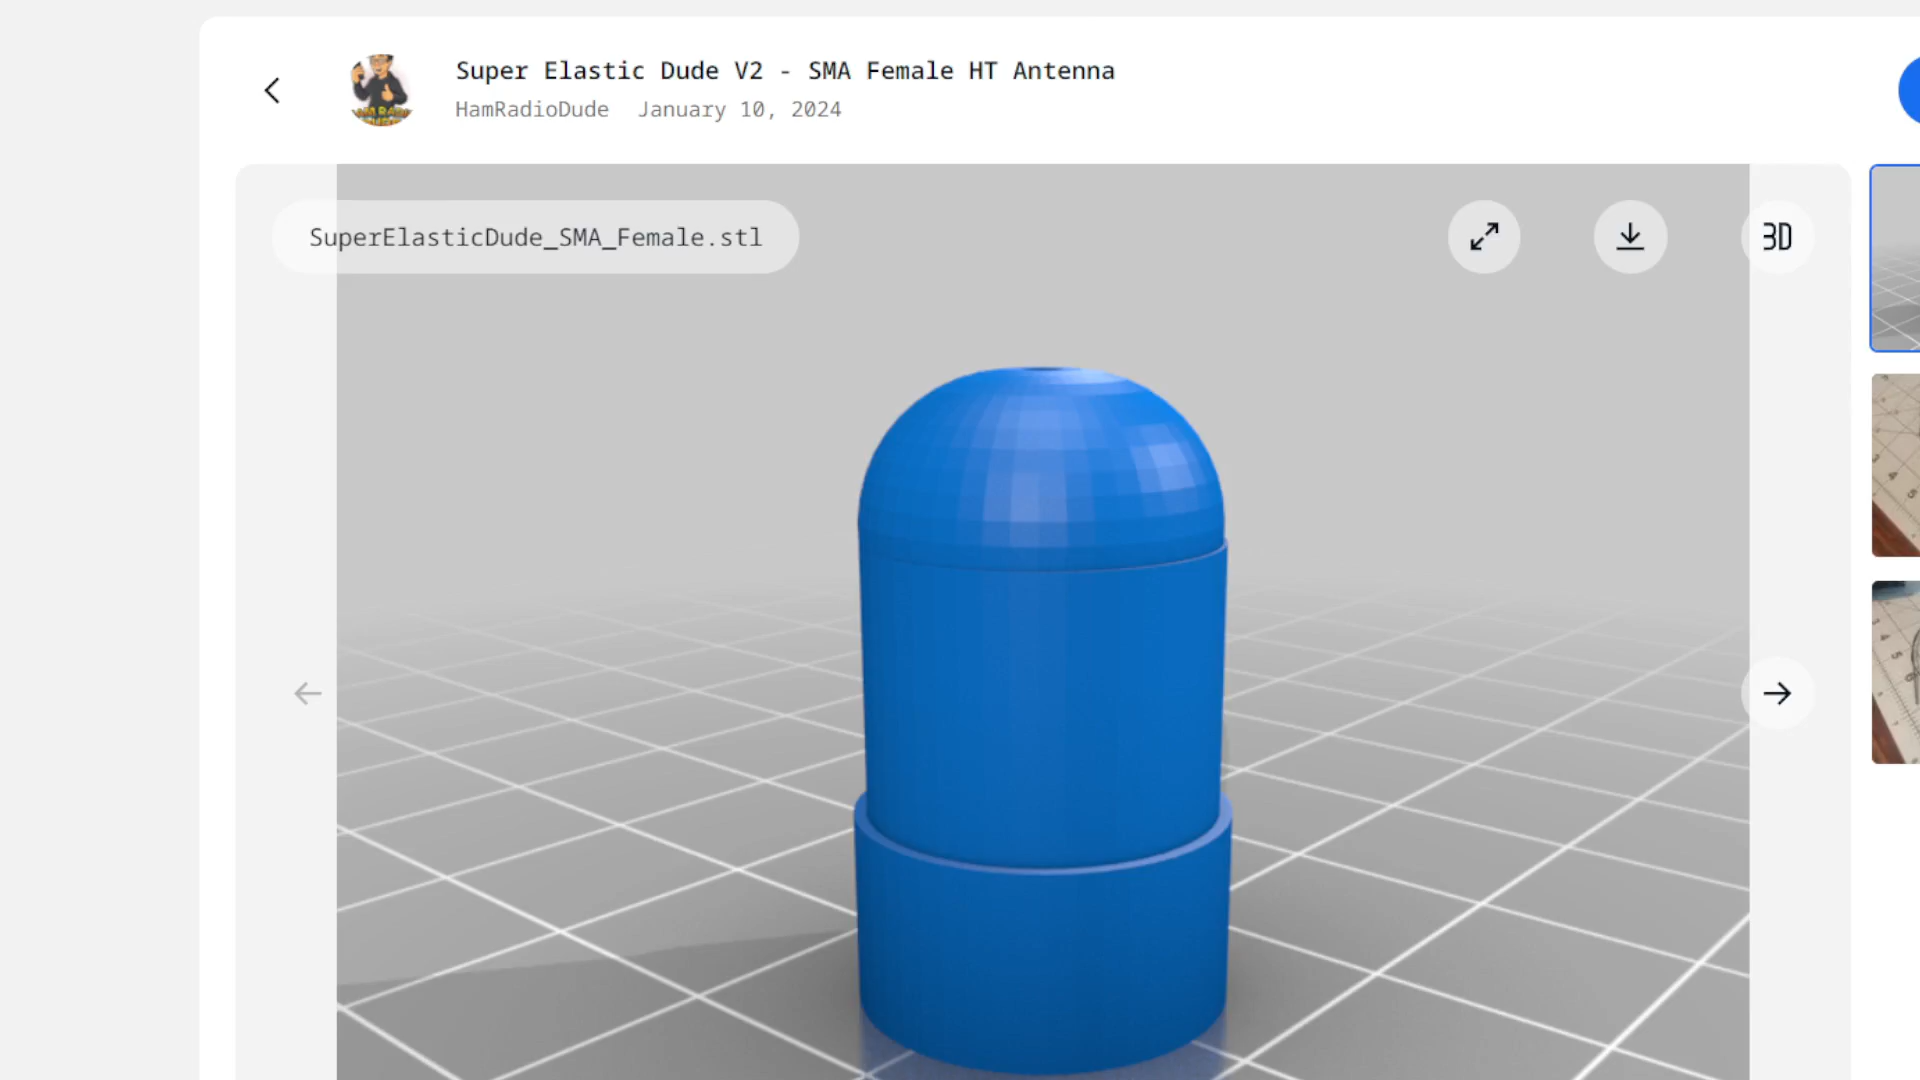 Super Elastic Dude V2 - SMA Female HT Antenna
HamRadioDude January 10, 2024
SuperElasticDude_SMA_Female.stl
3D